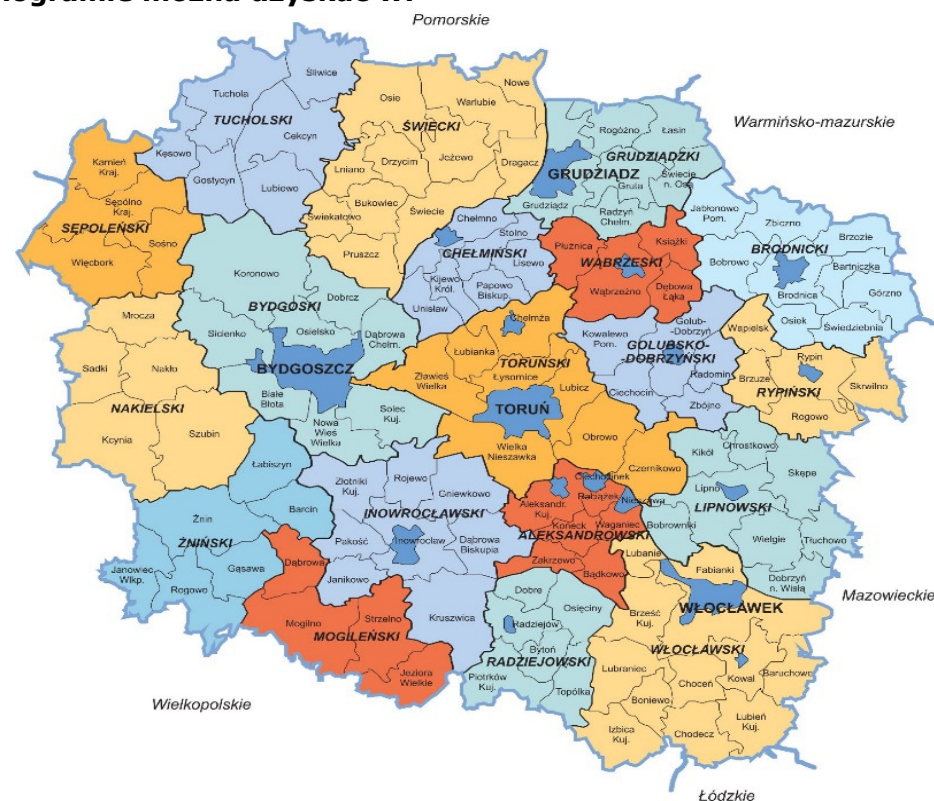 Pomorskie
Śliwice
Tuchola
TUCHOLSKI
Cekcyn
Kęsowo
Gostycyn
Lubiewo
Osie
Warlubie
Nowe
ŚWIECKI
Lniano
Drzycim
Jeżewo
Dragacz
Bukowiec
Świekatowo
Świecie
Pruszcz
Warmińsko-mazurskie
Rogóźno
Łasin
GRUDZIĄDZKI
GRUDZIĄDZ
Gruta
Świecie
n. Osą
Grudziądz
Radzyń
Chełm.
Kamień
Kraj.
Sępólno
Kraj.
SĘPOLEŃSKI
Sośno
Więcbork
Chełmno
Stolno
CHEŁMIŃSKI
Lisewo
Kijewo
Król.
Papowo
Biskup.
Unisław
Płużnica
Książki
WĄBRZESKI
Wąbrzeźno
Dębowa
Łąka
Jabłonowo
Pom.
Zbiczno
Brzozie
BRODNICKI
Bobrowo
Bartniczka
Brodnica
Górzno
Osiek
Świedziebnia
Koronowo
BYDGOSKI
Dobrcz
Sicienko
Osielsko
Dąbrowa
Chełm.
BYDGOSZCZ
Białe
Błota
Nowa
Wieś
Wielka
Solec
Kuj.
Mrocza
Sadki
Nakło
NAKIELSKI
Kcynia
Szubin
Chełmża
Łubianka
TORUŃSKI
Zławieś
Wielka
Łysomice
Lubicz
TORUŃ
Wielka
Nieszawka
Obrowo
Czernikowo
Kowalewo
Pom.
Golub-
-Dobrzyń
GOLUBSKO-
-DOBRZYŃSKI
Ciechocin
Radomin
Zbójno
Wąpielsk
Rypin
Brzuze
Skrwilno
RYPIŃSKI
Rogowo
Łabiszyn
Barcin
Żnin
ŻNIŃSKI
Gąsawa
Janowiec
Wlkp.
Rogowo
Złotniki
Kuj.
Rojewo
Gniewkowo
INOWROCŁAWSKI
Pakość
Inowrocław
Dąbrowa
Biskupia
Janikowo
Kruszwica
Ciechocinek
Raciążek
Nieszawa
Aleksandr.
Kuj.
Koneck
Waganiec
ALEKSANDROWSKI
Zakrzewo
Bądkowo
Kikół
Chrostkowo
Skępe
Lipno
LIPNOWSKI
Bobrowniki
Wielgie
Tłuchowo
Dobrzyń
n. Wisłą
Dąbrowa
Mogilno
Strzelno
MOGILEŃSKI
Jeziora
Wielkie
Dobre
Osięciny
Radziejów
Bytoń
RADZIEJOWSKI
Piotrków
Kuj.
Topólka
Lubanie
Fabianki
WŁOCŁAWEK
Brześć
Kuj.
WŁOCŁAWSKI
Lubraniec
Kowal
Baruchowo
Choceń
Boniewo
Izbica
Kuj.
Chodecz
Lubień
Kuj.
Mazowieckie
Wielkopolskie
Łódzkie